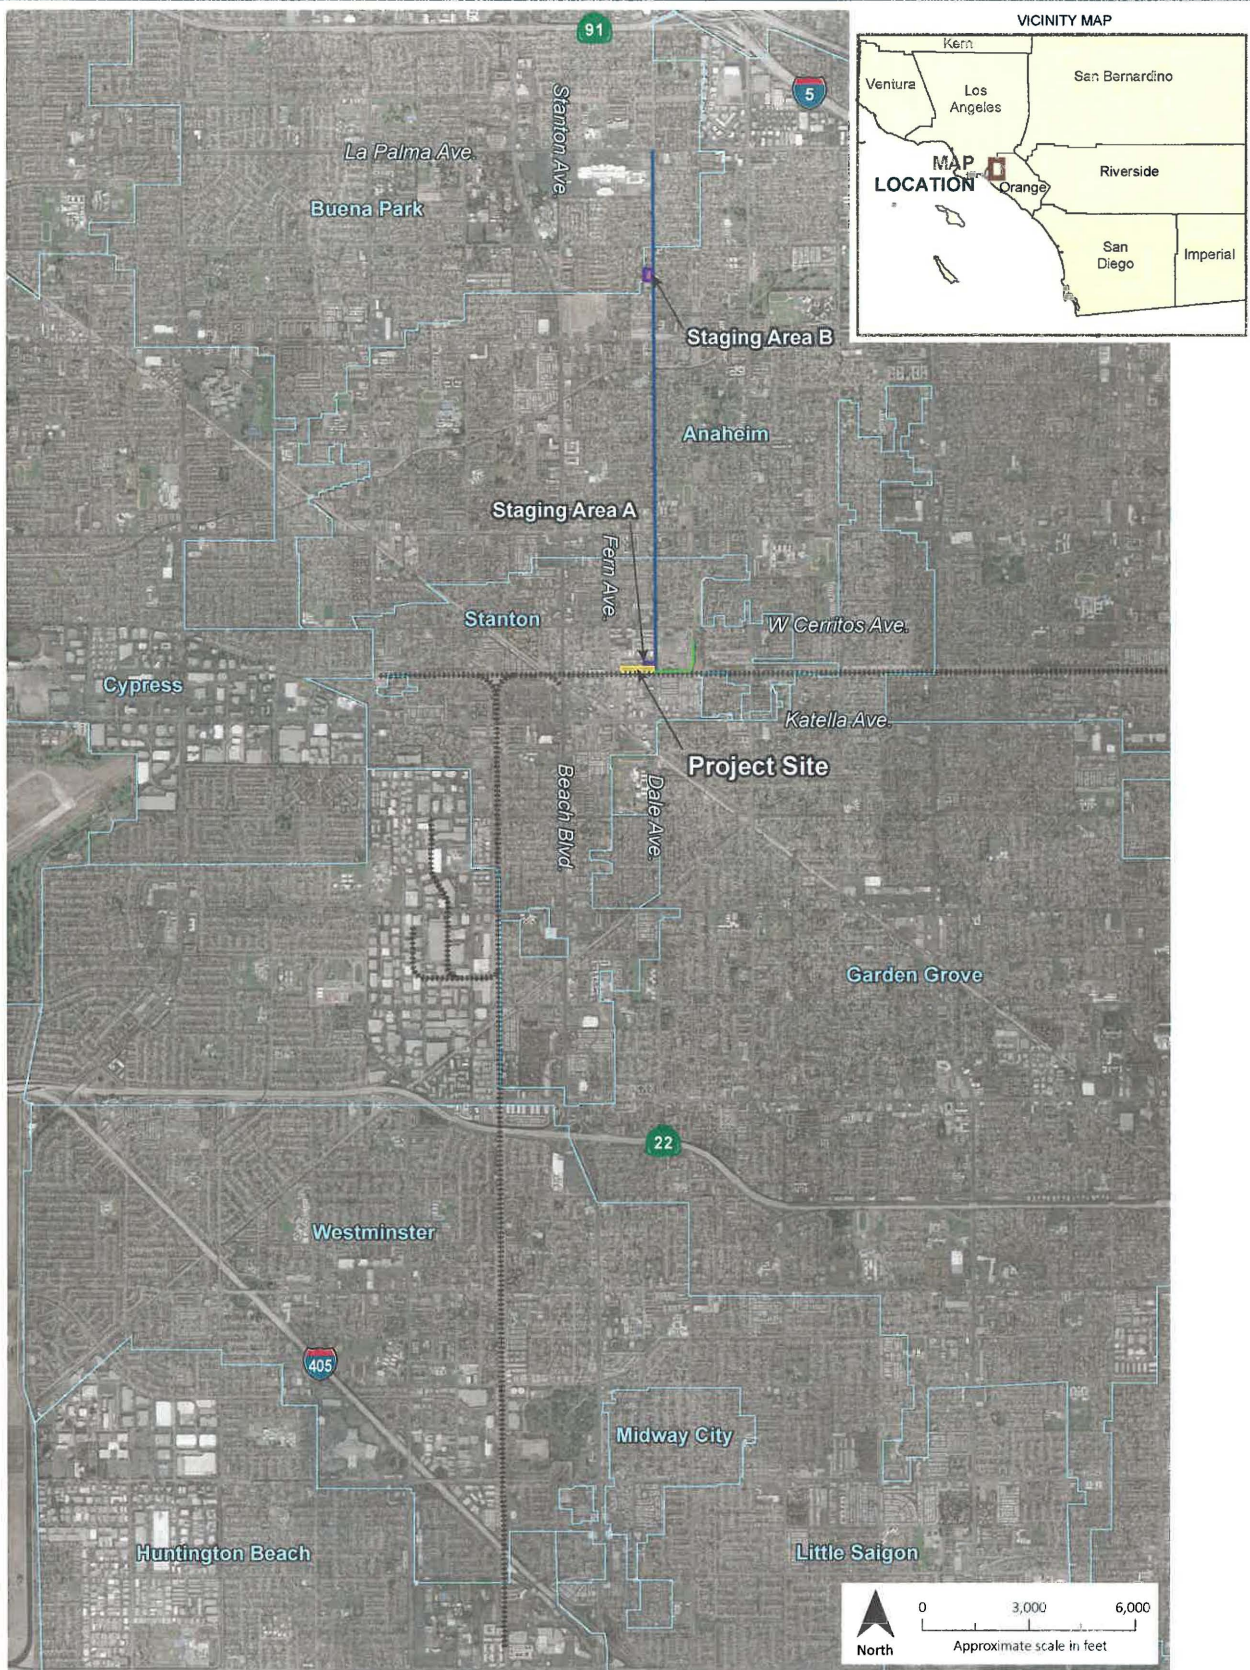 VICINITY MAP
91
5
Kern
Ventura
Los
Angeles
San Bernardino
MAP
LOCATION
Orange
Riverside
San
Diego
Imperial
Stanton Ave.
La Palma Ave.
Buena Park
Staging Area B
Anaheim
Staging Area A
Fern Ave.
Stanton
W Cerritos Ave.
Cypress
Katella Ave.
Project Site
Beach Blvd.
Dale Ave.
Garden Grove
22
Westminster
405
Midway City
Huntington Beach
Little Saigon
North
0 3,000 6,000
Approximate scale in feet